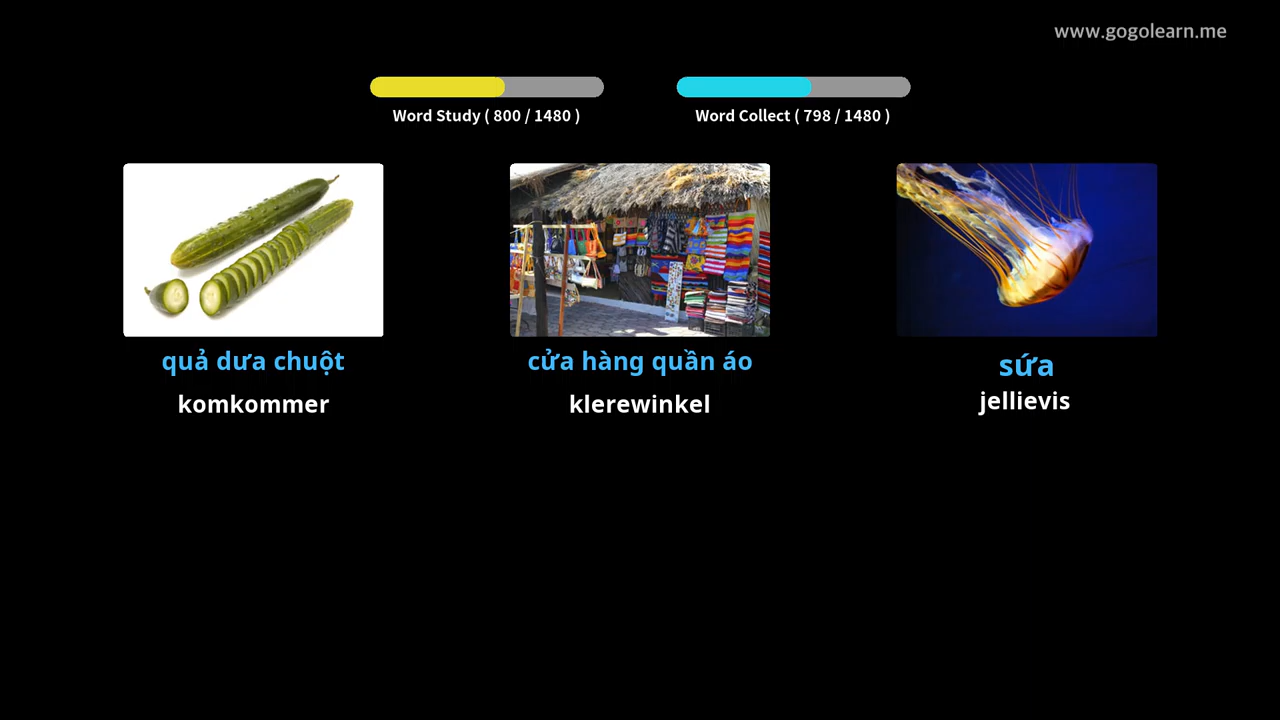 www.gogolearn.me
Word Study ( 800 / 1480 )
Word Collect ( 798 / 1480 )
quả dưa chuột
cửa hàng quần áo
sứa
komkommer
klerewinkel
jellievis